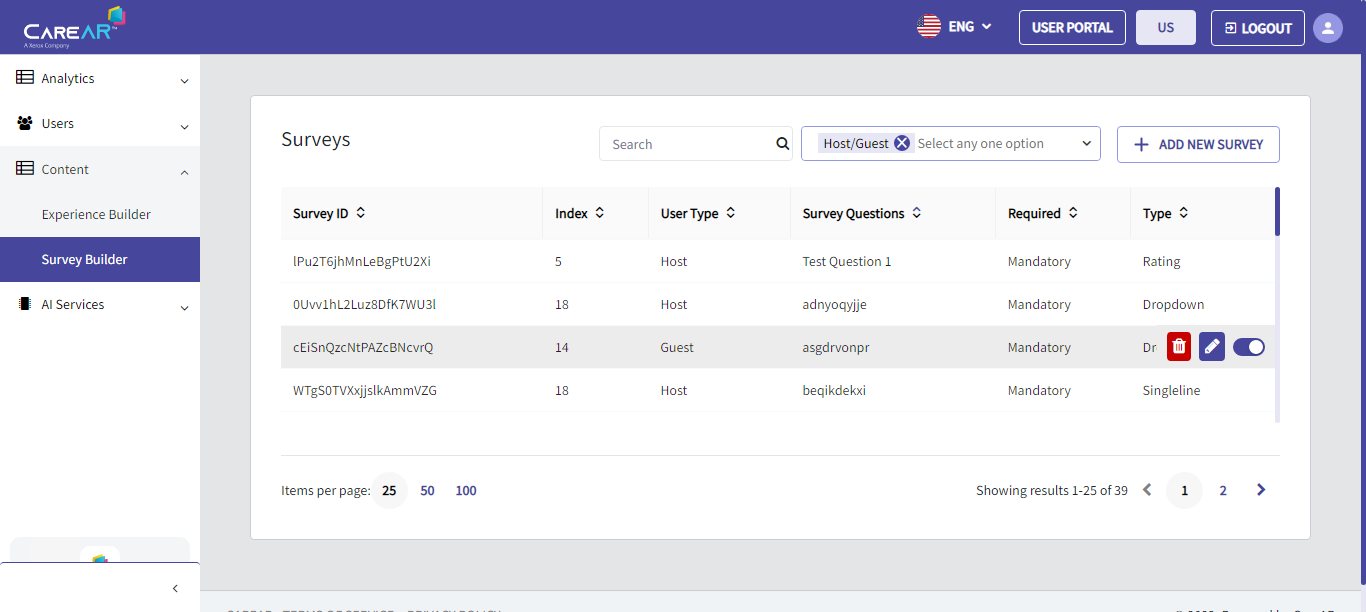 CAREAR™
A Xerox Company
ENG
USER PORTAL
US
LOGOUT
Analytics
Users
Content
Experience Builder
Survey Builder
AI Services
Surveys
Search
Host/Guest Select any one option
ADD NEW SURVEY
Survey ID Index User Type Survey Questions Required Type
lPu2T6jhMnLeBgPtU2Xi 5 Host Test Question 1 Mandatory Rating
0Uvv1hL2Luz8DfK7WU3l 18 Host adnyoqyjje Mandatory Dropdown
cEiSnQzcNtPAZcBNcvrQ 14 Guest asgdrvonpr Mandatory Dr
WTgS0TVXxjjslkAmmVZG 18 Host beqikdekxi Mandatory Singleline
Items per page: 25 50 100
Showing results 1-25 of 39 1 2